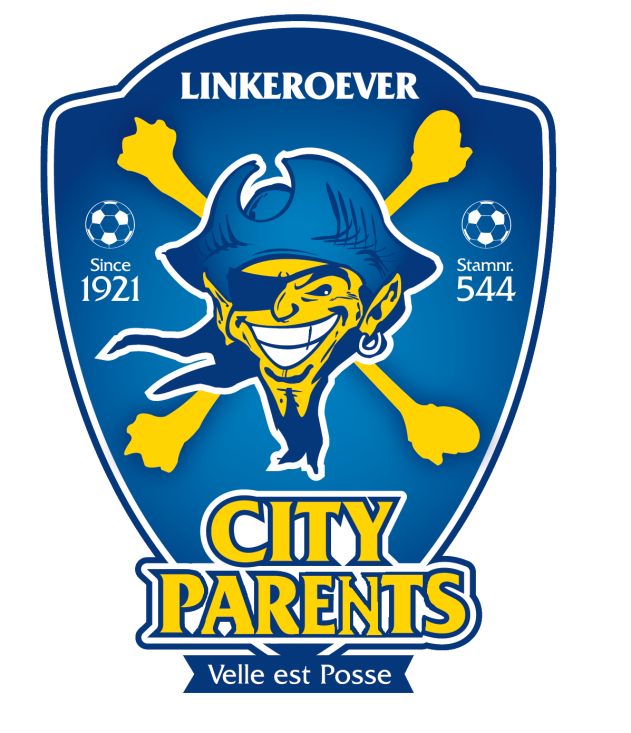 LINKEROEVER
Since
1921
Stamnr.
544
CITY
PARENTS
Velle est Posse